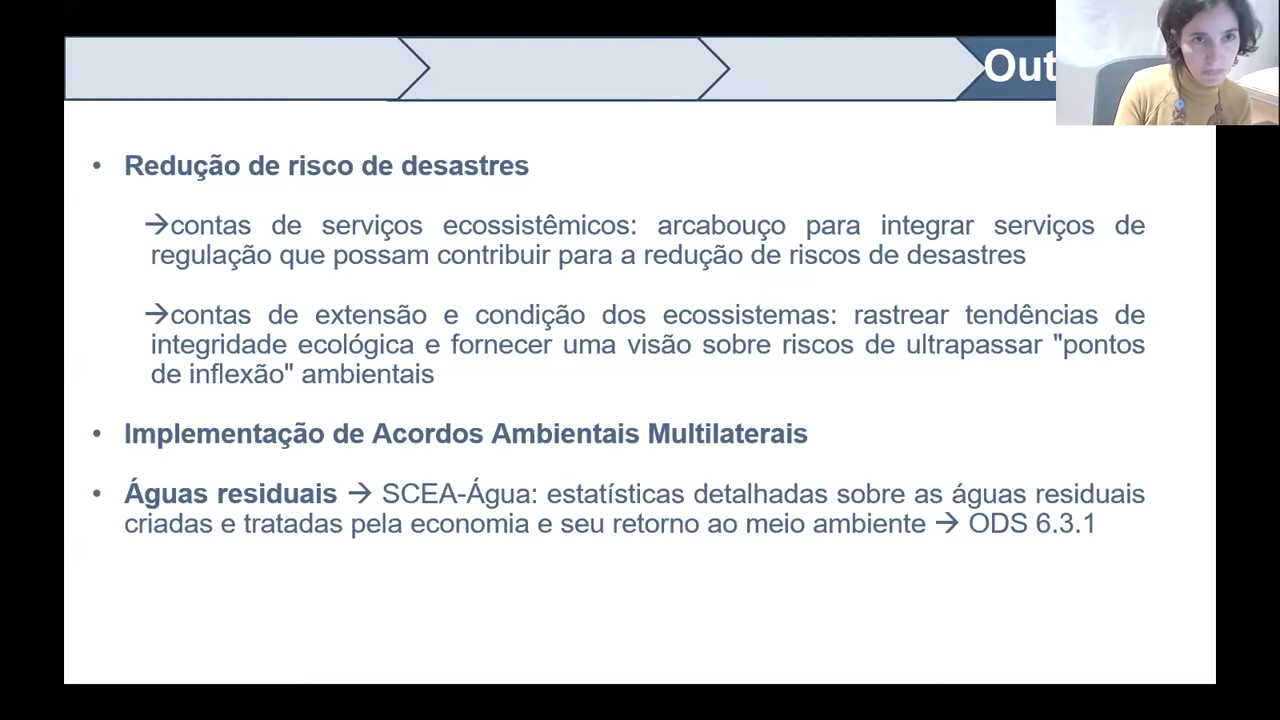 Out
• Redução de risco de desastres
→contas de serviços ecossistêmicos: arcabouço para integrar serviços de
regulação que possam contribuir para a redução de riscos de desastres
→contas de extensão e condição dos ecossistemas: rastrear tendências de
integridade ecológica e fornecer uma visão sobre riscos de ultrapassar "pontos
de inflexão" ambientais
• Implementação de Acordos Ambientais Multilaterais
• Águas residuais → SCEA-Água: estatísticas detalhadas sobre as águas residuais
criadas e tratadas pela economia e seu retorno ao meio ambiente → ODS 6.3.1